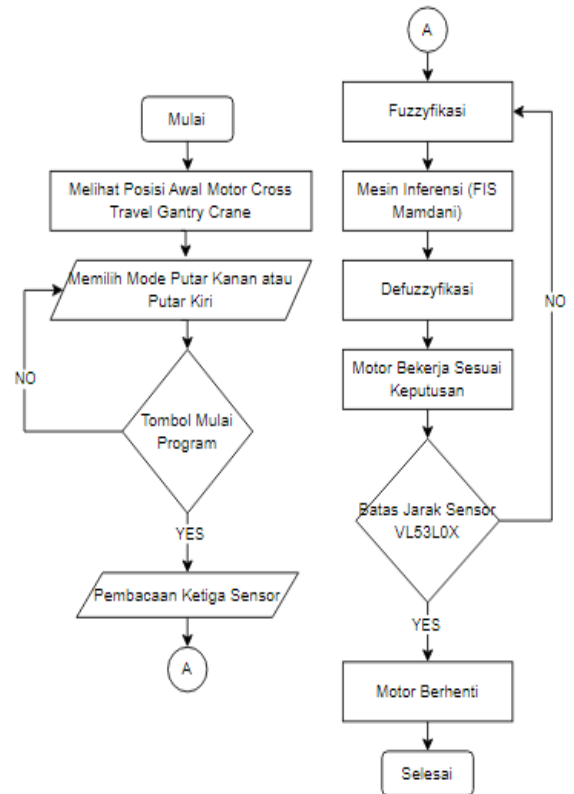 Mulai
Melihat Posisi Awal Motor Cross
Travel Gantry Crane
Memilih Mode Putar Kanan atau
Putar Kiri
NO
Tombol Mulai
Program
YES
Pembacaan Ketiga Sensor
A
A
Fuzzyfikasi
Mesin Inferensi (FIS
Mamdani)
Defuzzyfikasi
NO
Motor Bekerja Sesuai
Keputusan
Batas Jarak Sensor
VL53L0X
YES
Motor Berhenti
Selesai